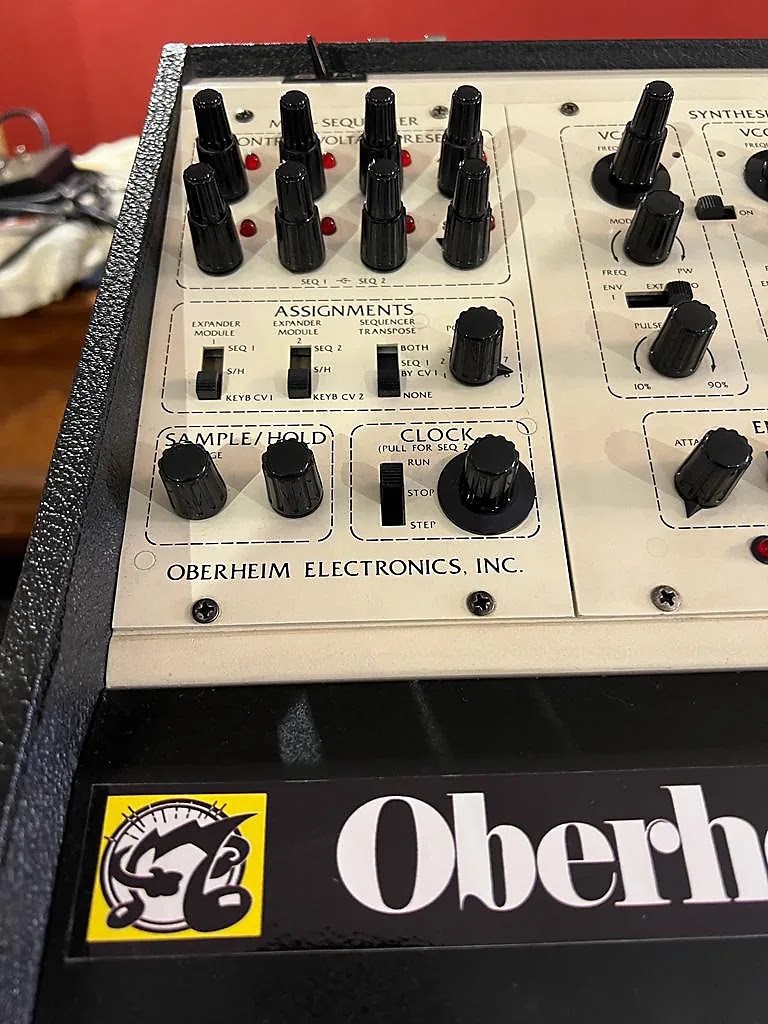 SEQ 1 SEQ 2
ASSIGNMENTS
EXPANDER MODULE 1
EXPANDER MODULE 2
SEQUENCER TRANSPOSE
SEQ 1
S/H
KEYB CV 1
SEQ 2
S/H
KEYB CV 2
BOTH
SEQ 1
BY CV 1
NONE
SAMPLE/HOLD
CLOCK
(PULL FOR SEQ 2
RUN
STOP
STEP
OBERHEIM ELECTRONICS, INC.
SYNTHESI
VC
VC
ON
FREQ
PW
ENV 1
EXT
PULSE
10%
90%
E
ATTA
Oberhe